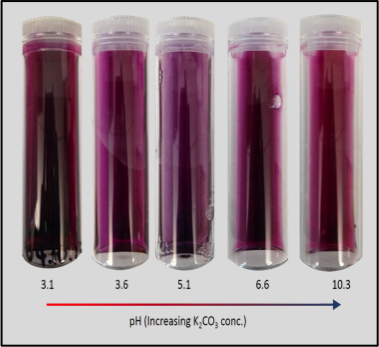 3.1 3.6 5.1 6.6 10.3
pH (Increasing K₂CO₃ conc.)